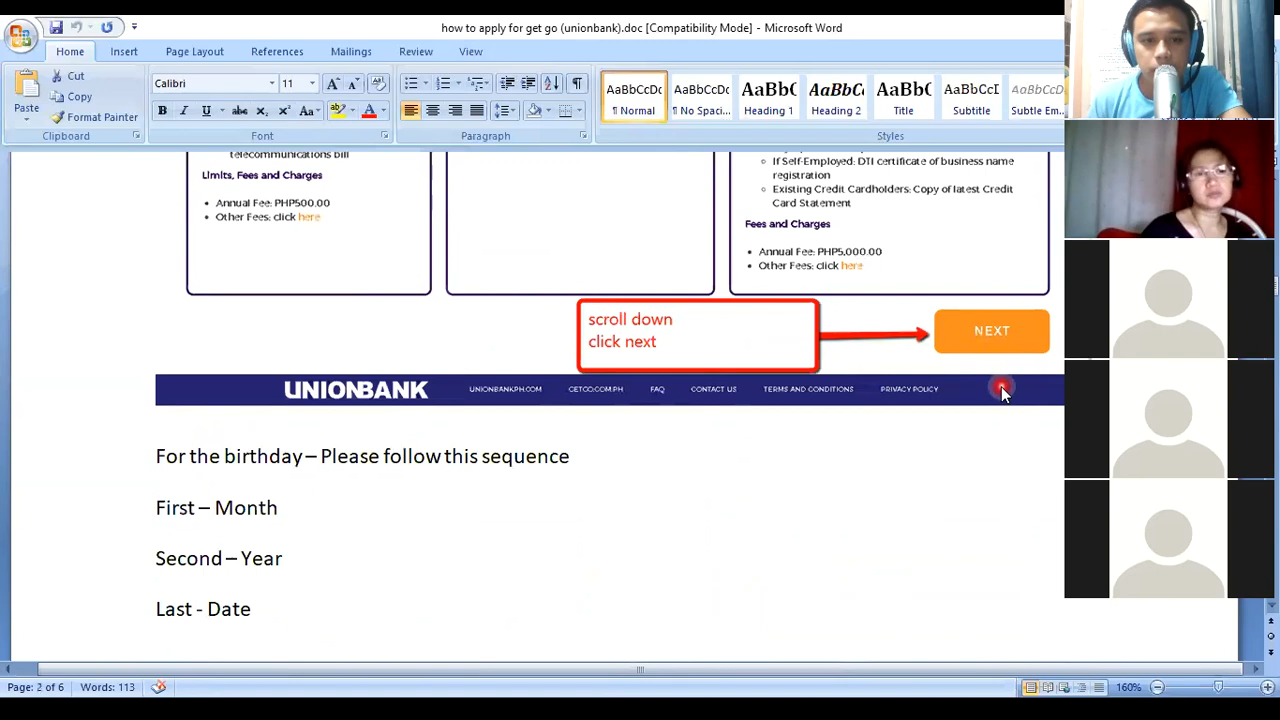 how to apply for get go (unionbank).doc [Compatibility Mode] - Microsoft Word
Home Insert Page Layout References Mailings Review View
Paste
Cut
Copy
Format Painter
Clipboard
Calibri 11
Font
Paragraph
AaBbCcDc AaBbCcDc AaBbC AaBbCc AaBbC AaBbCcD AaBbCcDc
¶ Normal ¶ No Spaci... Heading 1 Heading 2 Title Subtitle Subtle Em...
Styles
telecommunications bill
Limits, Fees and Charges
Annual Fee: PHP500.00
Other Fees: click here
If Self-Employed: DTI certificate of business name
registration
Existing Credit Cardholders: Copy of latest Credit
Card Statement
Fees and Charges
Annual Fee: PHP5,000.00
Other Fees: click here
scroll down
click next
NEXT
UNIONBANK UNIONBANKPH.COM GETGO.COM.PH FAQ CONTACT US TERMS AND CONDITIONS PRIVACY POLICY
For the birthday – Please follow this sequence
First – Month
Second – Year
Last - Date
Page: 2 of 6 Words: 113 160%